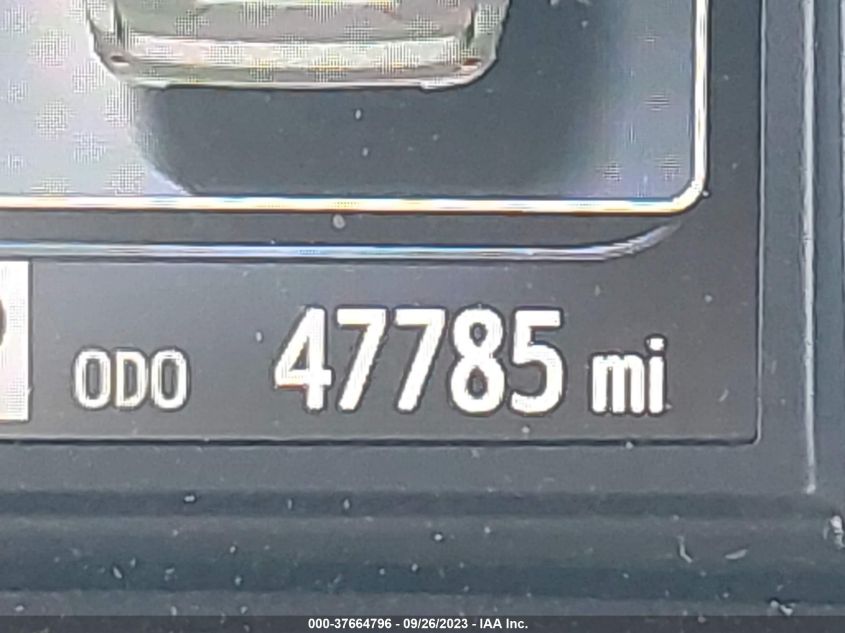 ODO 47785 mi
000-37664796 - 09/26/2023 - IAA Inc.